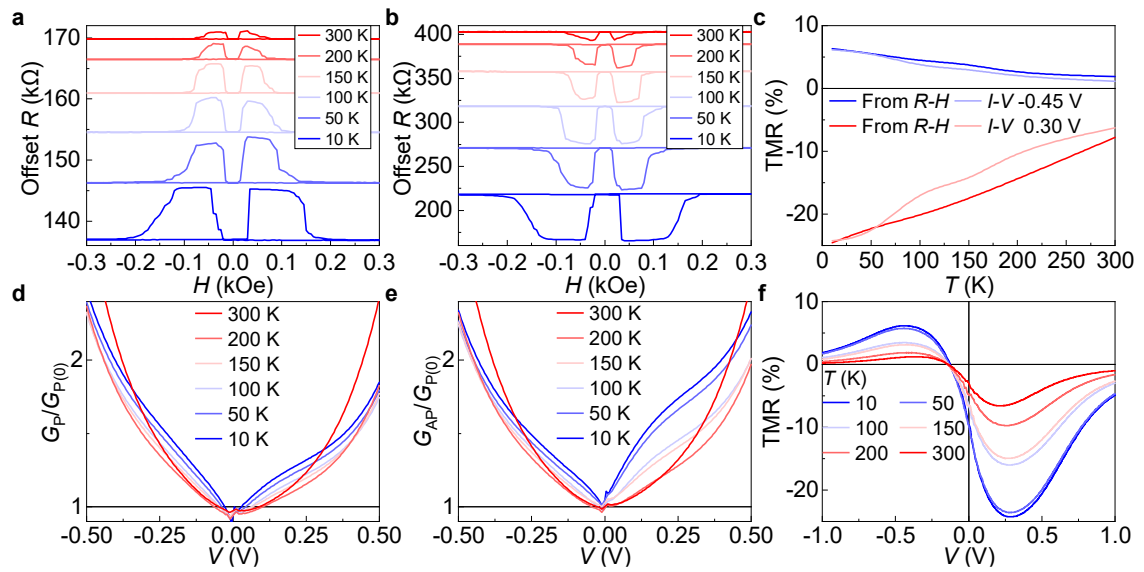 a
170
160
150
140
Offset R (kΩ)
300 K
200 K
150 K
100 K
50 K
10 K
-0.3 -0.2 -0.1 0.0 0.1 0.2 0.3
H (kOe)
b
400
350
300
250
200
Offset R (kΩ)
300 K
200 K
150 K
100 K
50 K
10 K
-0.3 -0.2 -0.1 0.0 0.1 0.2 0.3
H (kOe)
c
10
0
-10
-20
TMR (%)
From R-H
I-V -0.45 V
From R-H
I-V 0.30 V
0 50 100 150 200 250 300
T (K)
d
2
1
G_P/G_P(0)
300 K
200 K
150 K
100 K
50 K
10 K
-0.50 -0.25 0.00 0.25 0.50
V (V)
e
2
1
G_AP/G_P(0)
300 K
200 K
150 K
100 K
50 K
10 K
-0.50 -0.25 0.00 0.25 0.50
V (V)
f
10
0
-10
-20
TMR (%)
T (K)
10 50
100 150
200 300
-1.0 -0.5 0.0 0.5 1.0
V (V)